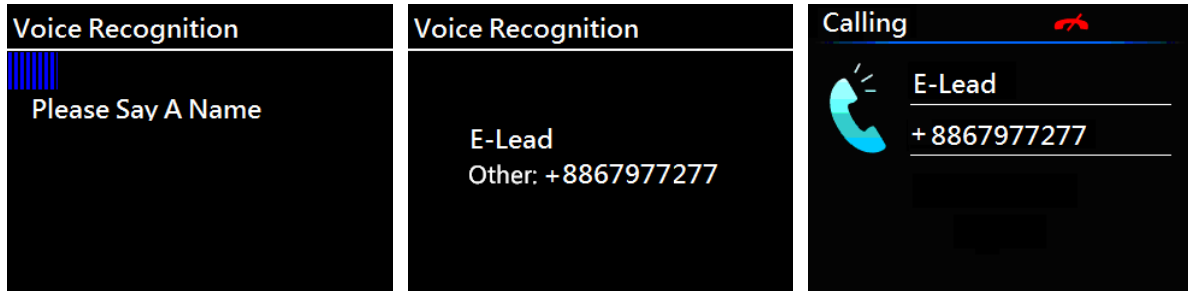 Voice Recognition
Please Say A Name
Voice Recognition
E-Lead
Other: +8867977277
Calling
E-Lead
+8867977277